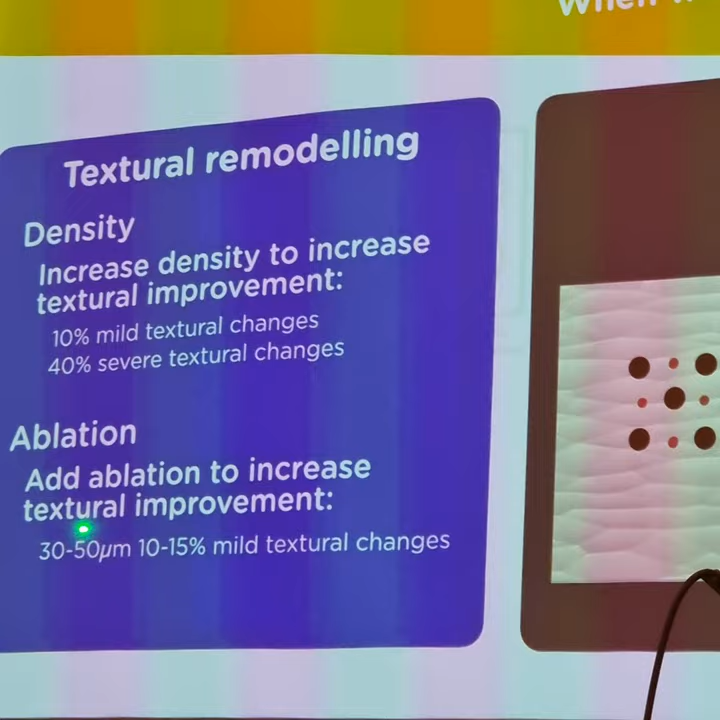 When
Textural remodelling
Density
Increase density to increase
textural improvement:
10% mild textural changes
40% severe textural changes
Ablation
Add ablation to increase
textural improvement:
30-50µm 10-15% mild textural changes